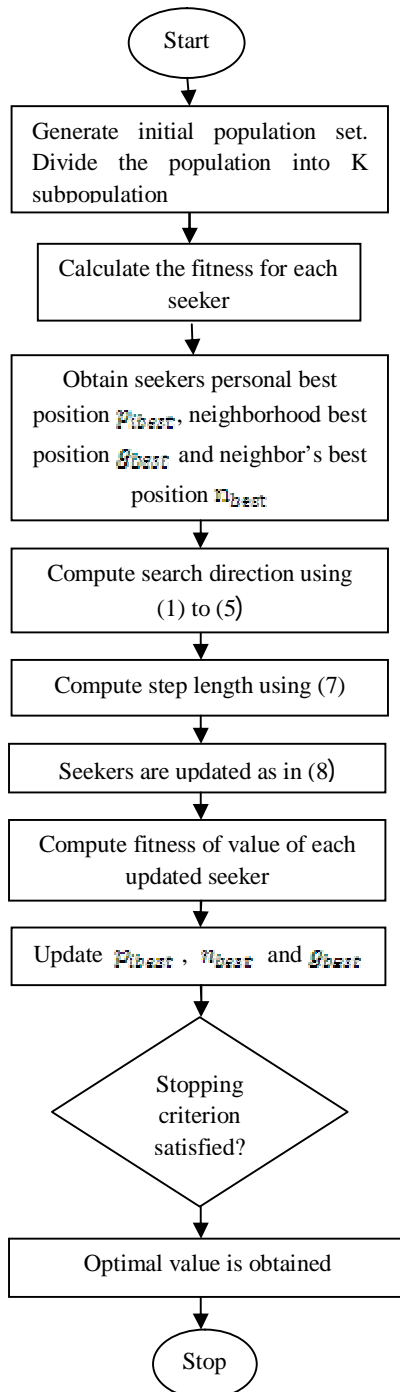 Start
Generate initial population set.
Divide the population into K
subpopulation
Calculate the fitness for each
seeker
Obtain seekers personal best
position p_ibest, neighborhood best
position g_best and neighbor's best
position n_best
Compute search direction using
(1) to (5)
Compute step length using (7)
Seekers are updated as in (8)
Compute fitness of value of each
updated seeker
Update p_ibest , n_best and g_best
Stopping
criterion
satisfied?
Optimal value is obtained
Stop